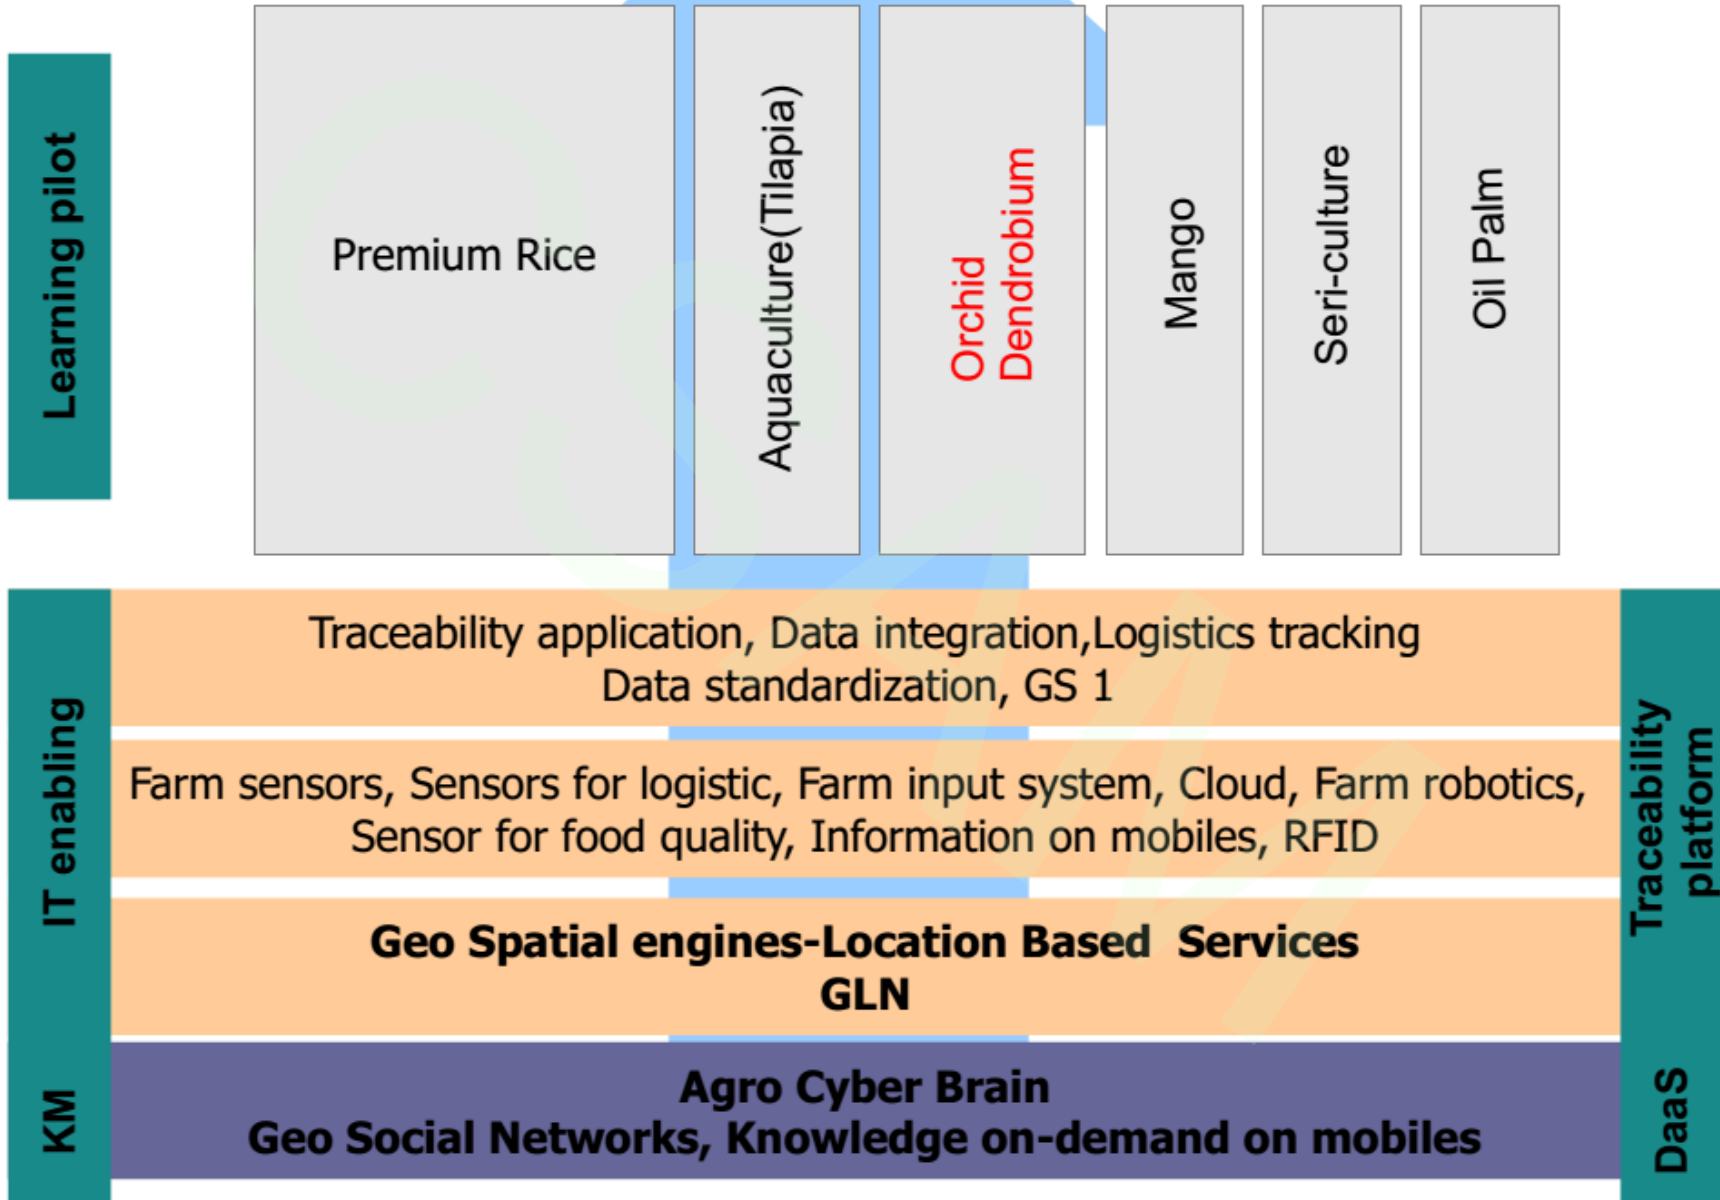 Learning pilot
Premium Rice
Aquaculture(Tilapia)
Orchid
Dendrobium
Mango
Seri-culture
Oil Palm
IT enabling
Traceability application, Data integration,Logistics tracking
Data standardization, GS 1
Farm sensors, Sensors for logistic, Farm input system, Cloud, Farm robotics,
Sensor for food quality, Information on mobiles, RFID
Geo Spatial engines-Location Based  Services
GLN
Traceability
platform
KM
Agro Cyber Brain
Geo Social Networks, Knowledge on-demand on mobiles
DaaS
CSAM